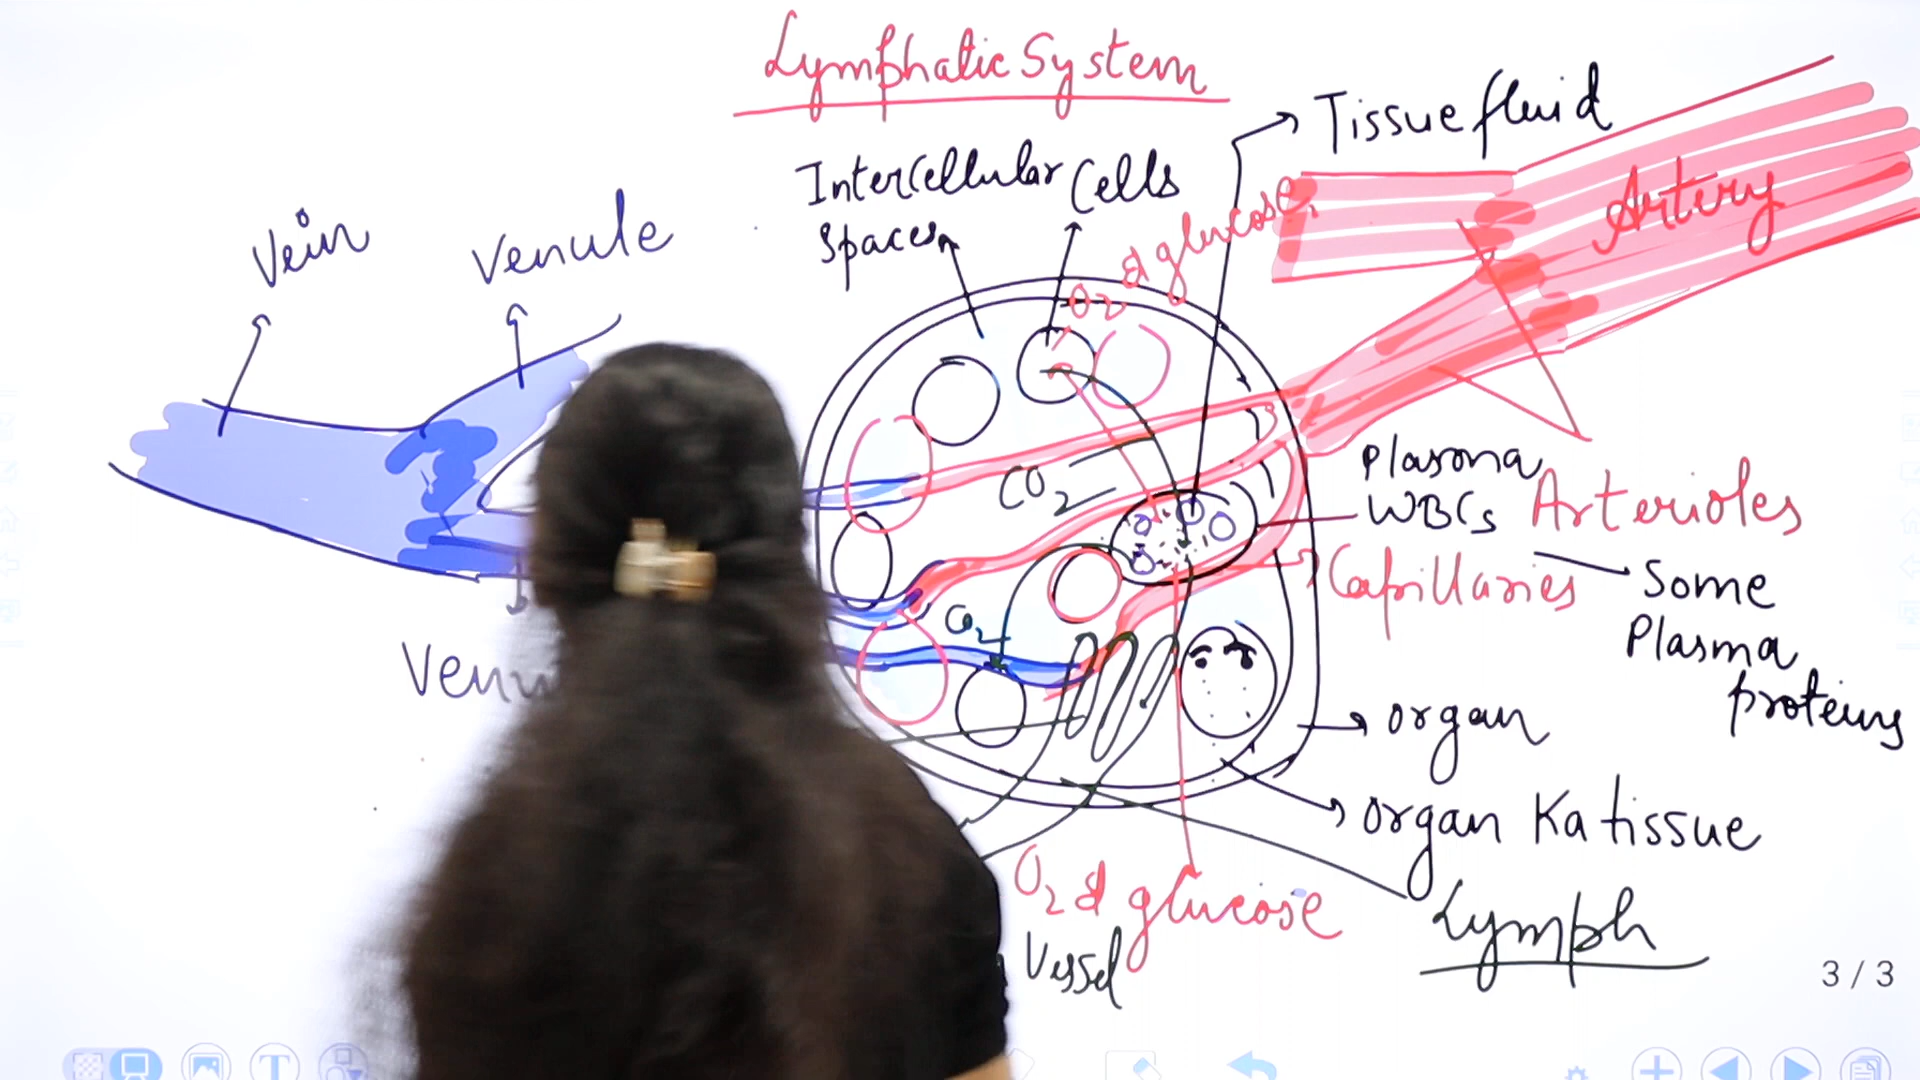 Lymphatic System
Tissue fluid
Intercellular
Spaces
Cells
O2 & glucose
Artery
Vein
Venule
CO2
Plasma
WBCs
Arterioles
Capillaries
Some
Plasma
proteins
CO2
organ
organ Ka tissue
O2 & glucose
Vessel
Lymph
3 / 3
T